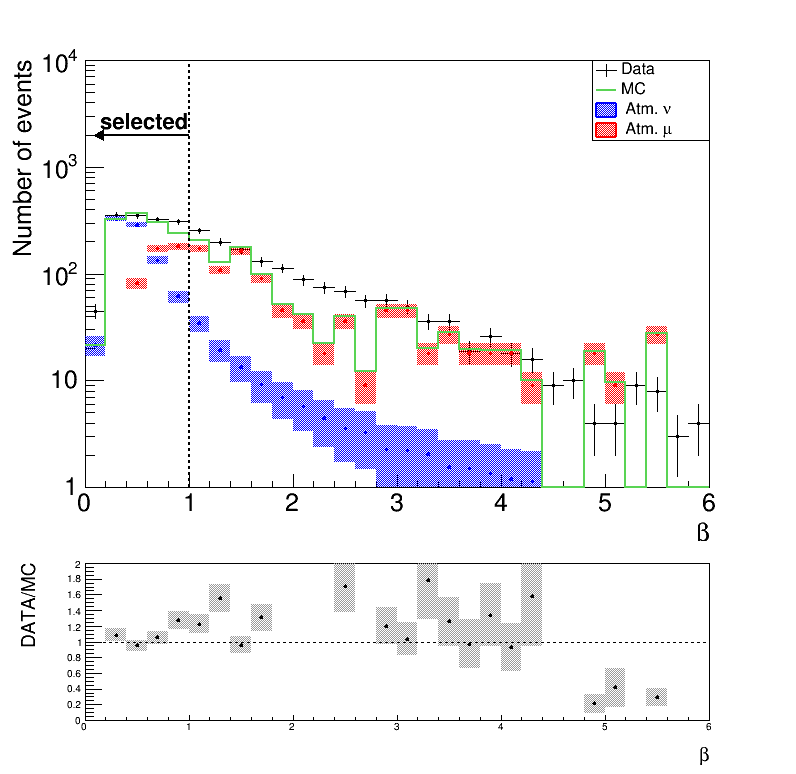 Number of events
10⁴
10³
10²
10
1
selected
Data
MC
Atm. ν
Atm. μ
0 1 2 3 4 5 6
β
DATA/MC
2
1.8
1.6
1.4
1.2
1
0.8
0.6
0.4
0.2
0
0 1 2 3 4 5 6
β